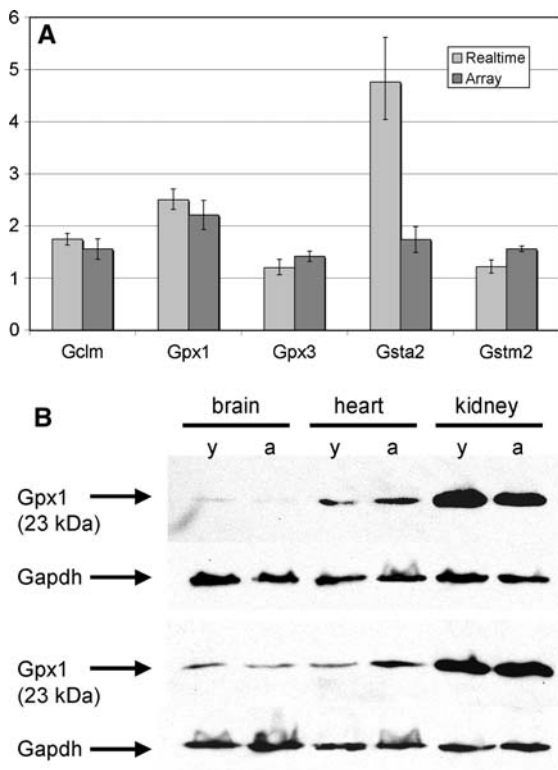 6
A
5
4
3
2
1
0
Realtime
Array
Gclm Gpx1 Gpx3 Gsta2 Gstm2
B
brain heart kidney
y a y a y a
Gpx1
(23 kDa)
Gapdh
Gpx1
(23 kDa)
Gapdh